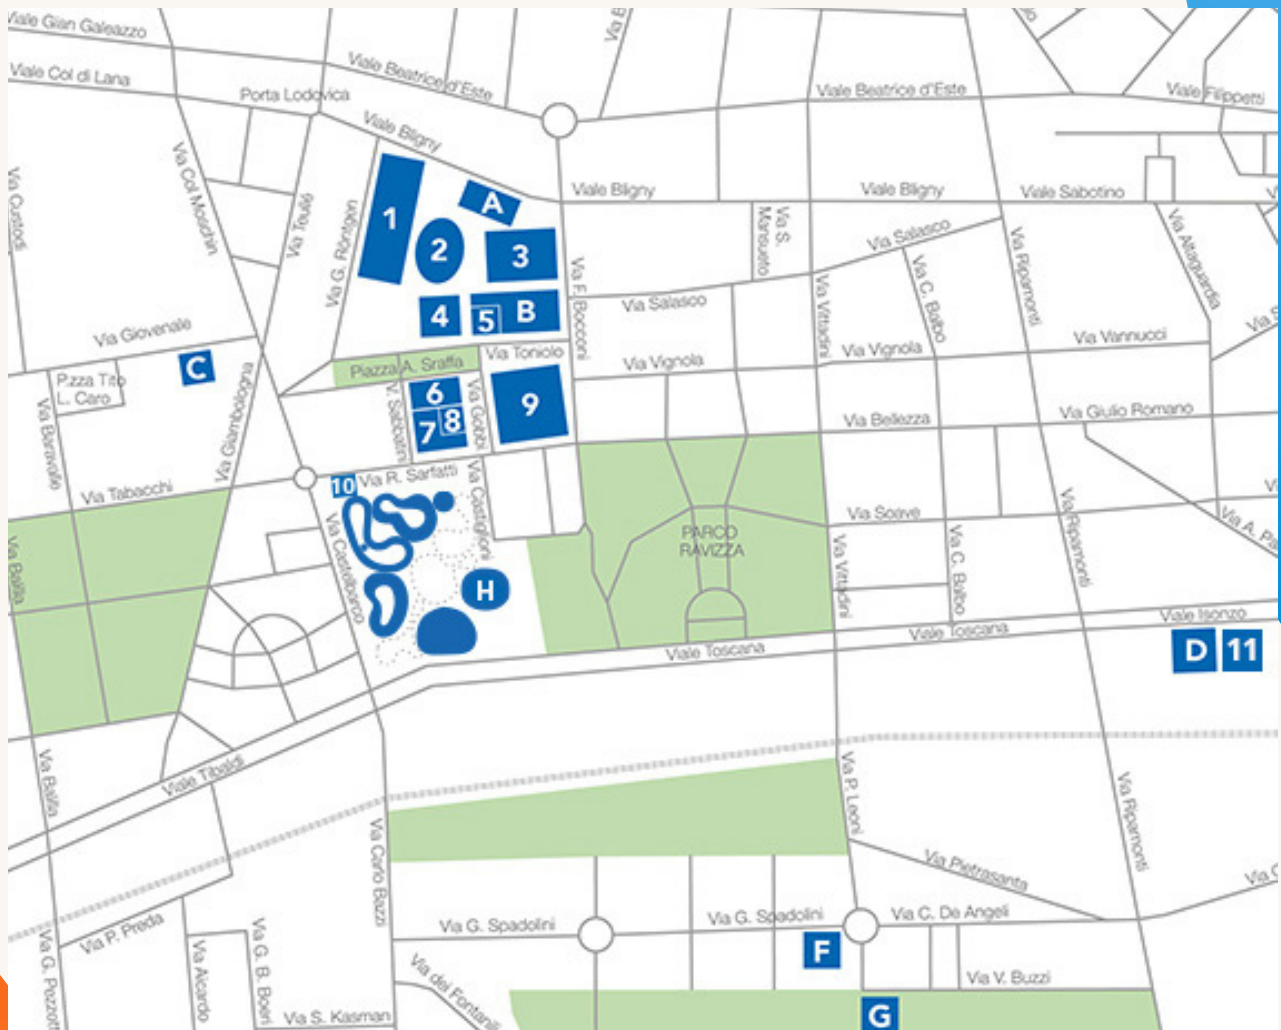 Viale Gian Galeazzo
Viale Col di Lana
Porta Lodovica
Viale Beatrice d'Este
Viale Beatrice d'Este
Viale Filippetti
Viale Bligny
Viale Bligny
Viale Bligny
Viale Sabotino
Via Custodi
Via Col Moschin
Via Teulié
Via G. Röntgen
1
2
A
3
4
5
B
Via F. Bocconi
Via S.
Mansueto
Via Salasco
Via Salasco
Via C. Balbo
Via Ripamonti
Via Altaguardia
Via Vittadini
Via Giovenale
C
P.zza Tito
L. Caro
Via Baravalle
Via Giambologna
Piazza A. Sraffa
Via Toniolo
Via Vignola
Via Vignola
Via Vannucci
V. Sabbatini
6
7
8
Via Gobbi
9
Via Bellezza
Via Giulio Romano
Via Tabacchi
10
Via R. Sarfatti
Via Castiglioni
Via Castelbarco
H
PARCO
RAVIZZA
Via Soave
Via Vittadini
Via C. Balbo
Via Ripamonti
Via Balilla
Viale Toscana
Viale Toscana
Viale Isonzo
D
11
Via Balilla
Viale Tibaldi
Via P. Leoni
Via Ripamonti
Via Carlo Bazzi
Via Pietrasanta
Via G. Spadolini
Via G. Spadolini
Via C. De Angeli
Via P. Preda
Via Aicardo
Via G. B. Boeri
F
Via V. Buzzi
Via S. Kasman
G